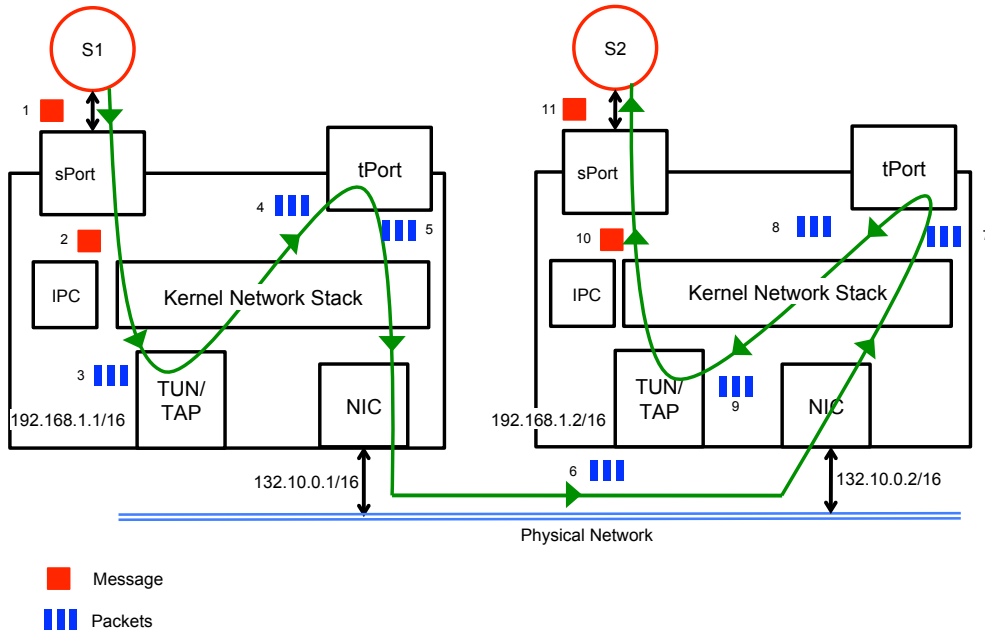 S1
S2
1
11
sPort
tPort
sPort
tPort
4
5
8
2
10
IPC
Kernel Network Stack
IPC
Kernel Network Stack
3
TUN/
TAP
NIC
TUN/
TAP
9
NIC
192.168.1.1/16
192.168.1.2/16
6
132.10.0.1/16
132.10.0.2/16
Physical Network
Message
Packets